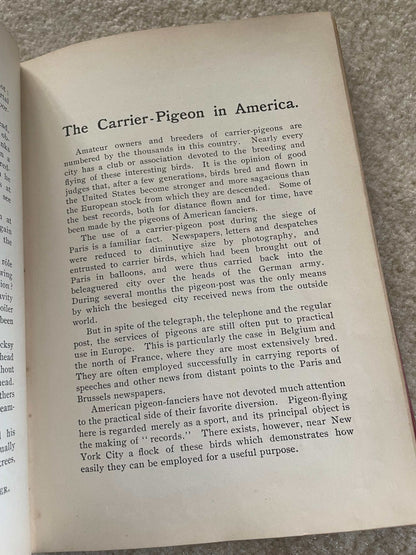 The Carrier-Pigeon in America.
Amateur owners and breeders of carrier-pigeons are
numbered by the thousands in this country. Nearly every
city has a club or association devoted to the breeding and
flying of these interesting birds. It is the opinion of good
judges that, after a few generations, birds bred and flown in
the United States become stronger and more sagacious than
the European stock from which they are descended. Some of
the best records, both for distance flown and for time, have
been made by the pigeons of American fanciers.
The use of a carrier-pigeon post during the siege of
Paris is a familiar fact. Newspapers, letters and despatches
were reduced to diminutive size by photography, and
entrusted to carrier birds, which had been brought out of
Paris in balloons, and were thus carried back into the
beleaguered city over the heads of the German army.
During several months the pigeon-post was the only means
by which the besieged city received news from the outside
world.
But in spite of the telegraph, the telephone and the regular
post, the services of pigeons are still often put to practical
use in Europe. This is particularly the case in Belgium and
the north of France, where they are most extensively bred.
They are often employed successfully in carrying reports of
speeches and other news from distant points to the Paris and
Brussels newspapers.
American pigeon-fanciers have not devoted much attention
to the practical side of their favorite diversion. Pigeon-flying
here is regarded merely as a sport, and its principal object is
the making of "records." There exists, however, near New
York City a flock of these birds which demonstrates how
easily they can be employed for a useful purpose.